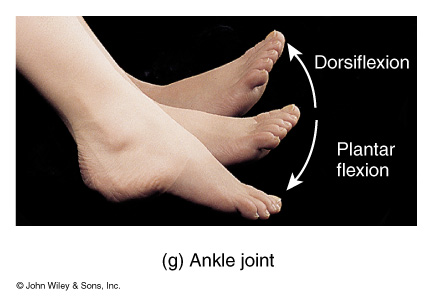 Dorsiflexion
Plantar
flexion
(g) Ankle joint
© John Wiley & Sons, Inc.